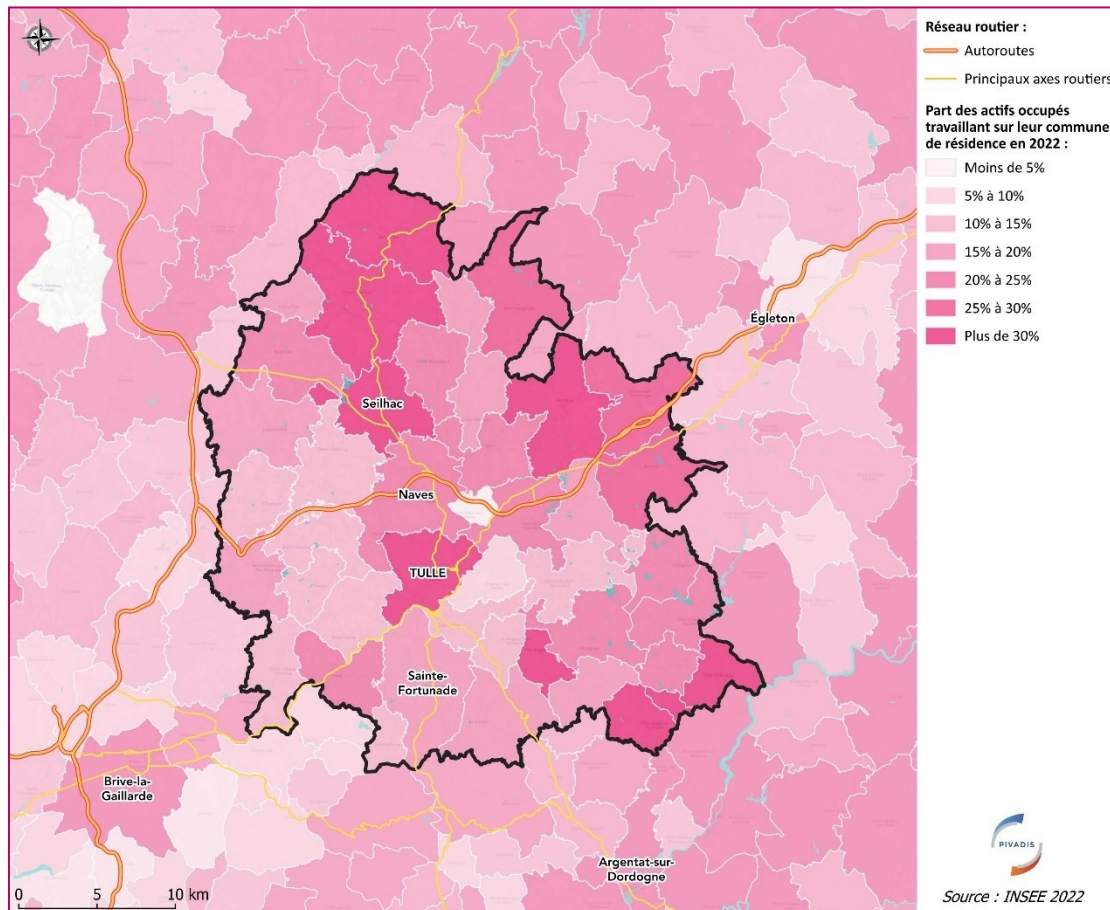 Réseau routier :
Autoroutes
Principaux axes routiers
Part des actifs occupés
travaillant sur leur commune
de résidence en 2022 :
Moins de 5%
5% à 10%
10% à 15%
15% à 20%
20% à 25%
25% à 30%
Plus de 30%
Égleton
Seilhac
Naves
TULLE
Sainte-
Fortunade
Brive-la-
Gaillarde
Argentat-sur-
Dordogne
0 5 10 km
PIVADIS
Source : INSEE 2022